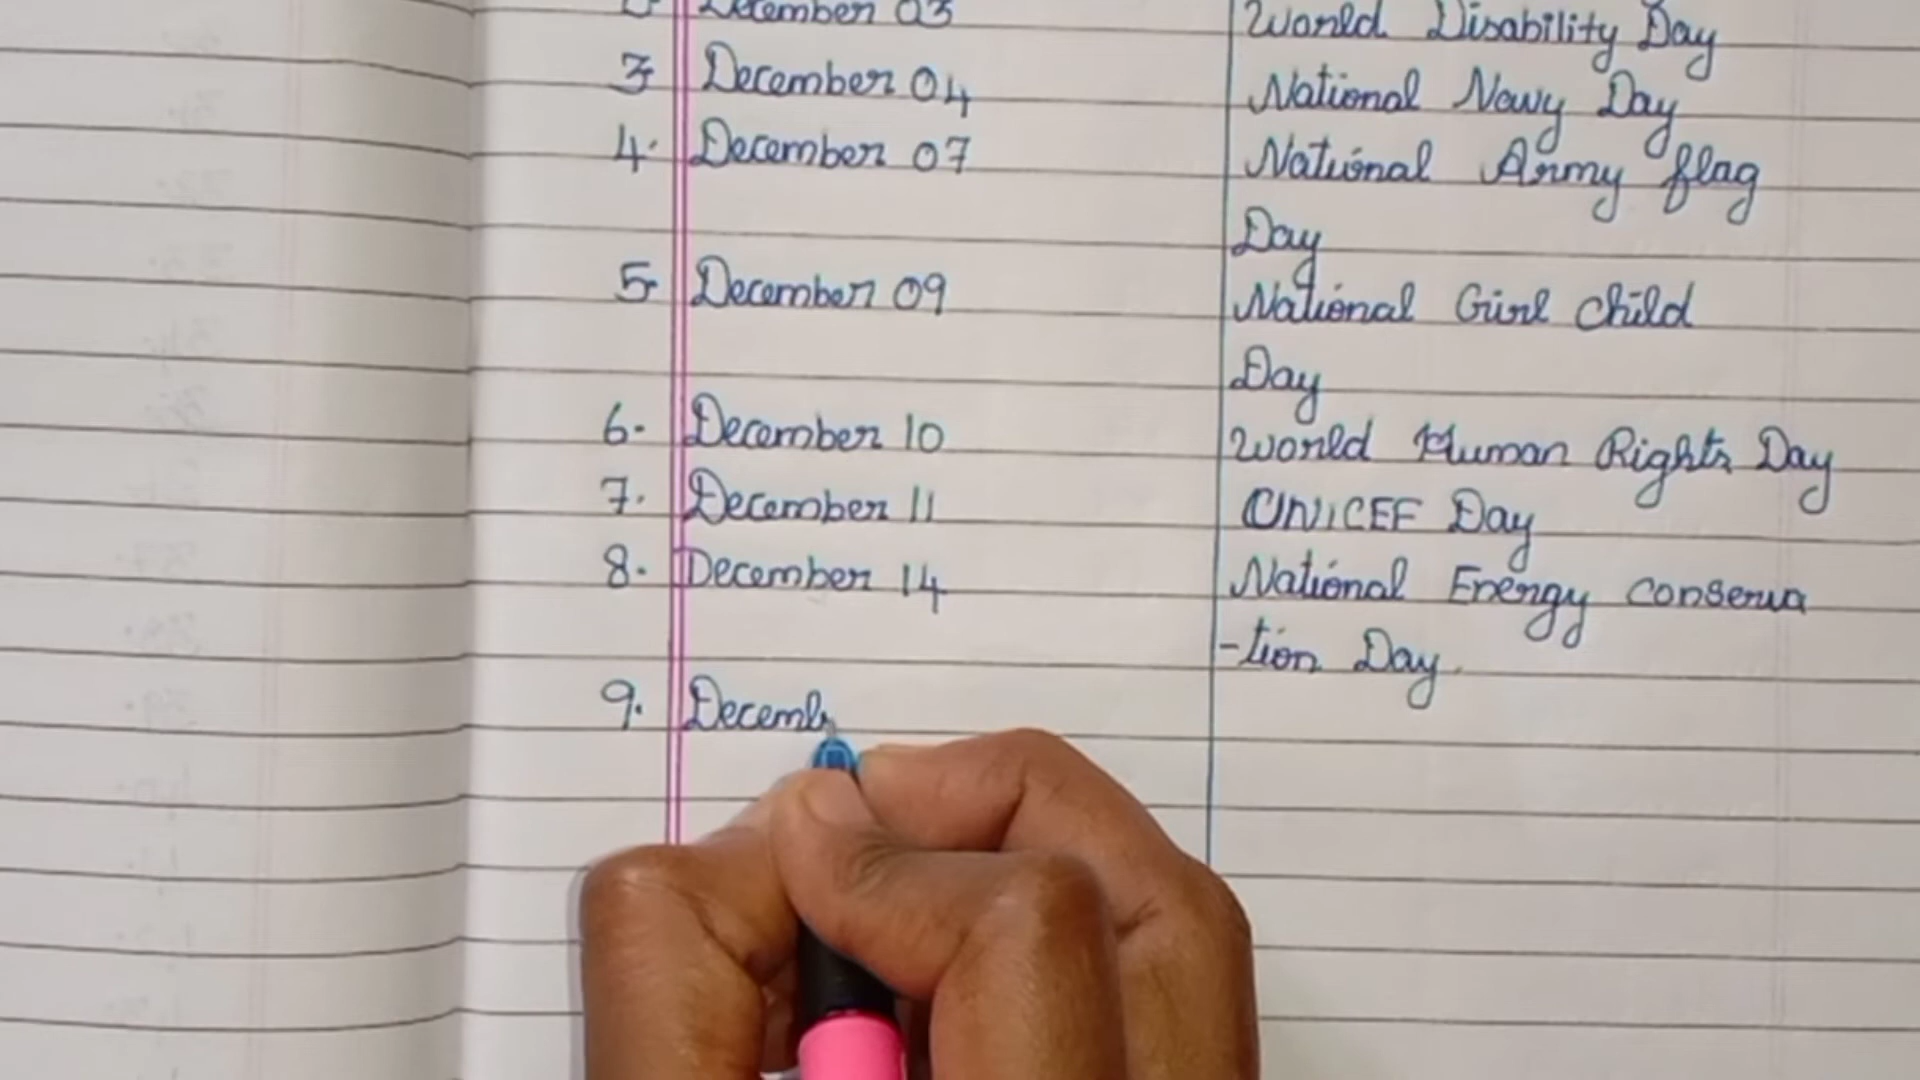 December 03 World Disability Day
3. December 04 National Navy Day
4. December 07 National Army flag
Day
5. December 09 National Girl Child
Day
6. December 10 World Human Rights Day
7. December 11 UNICEF Day
8. December 14 National Energy conserva
-tion Day.
9. Decemb